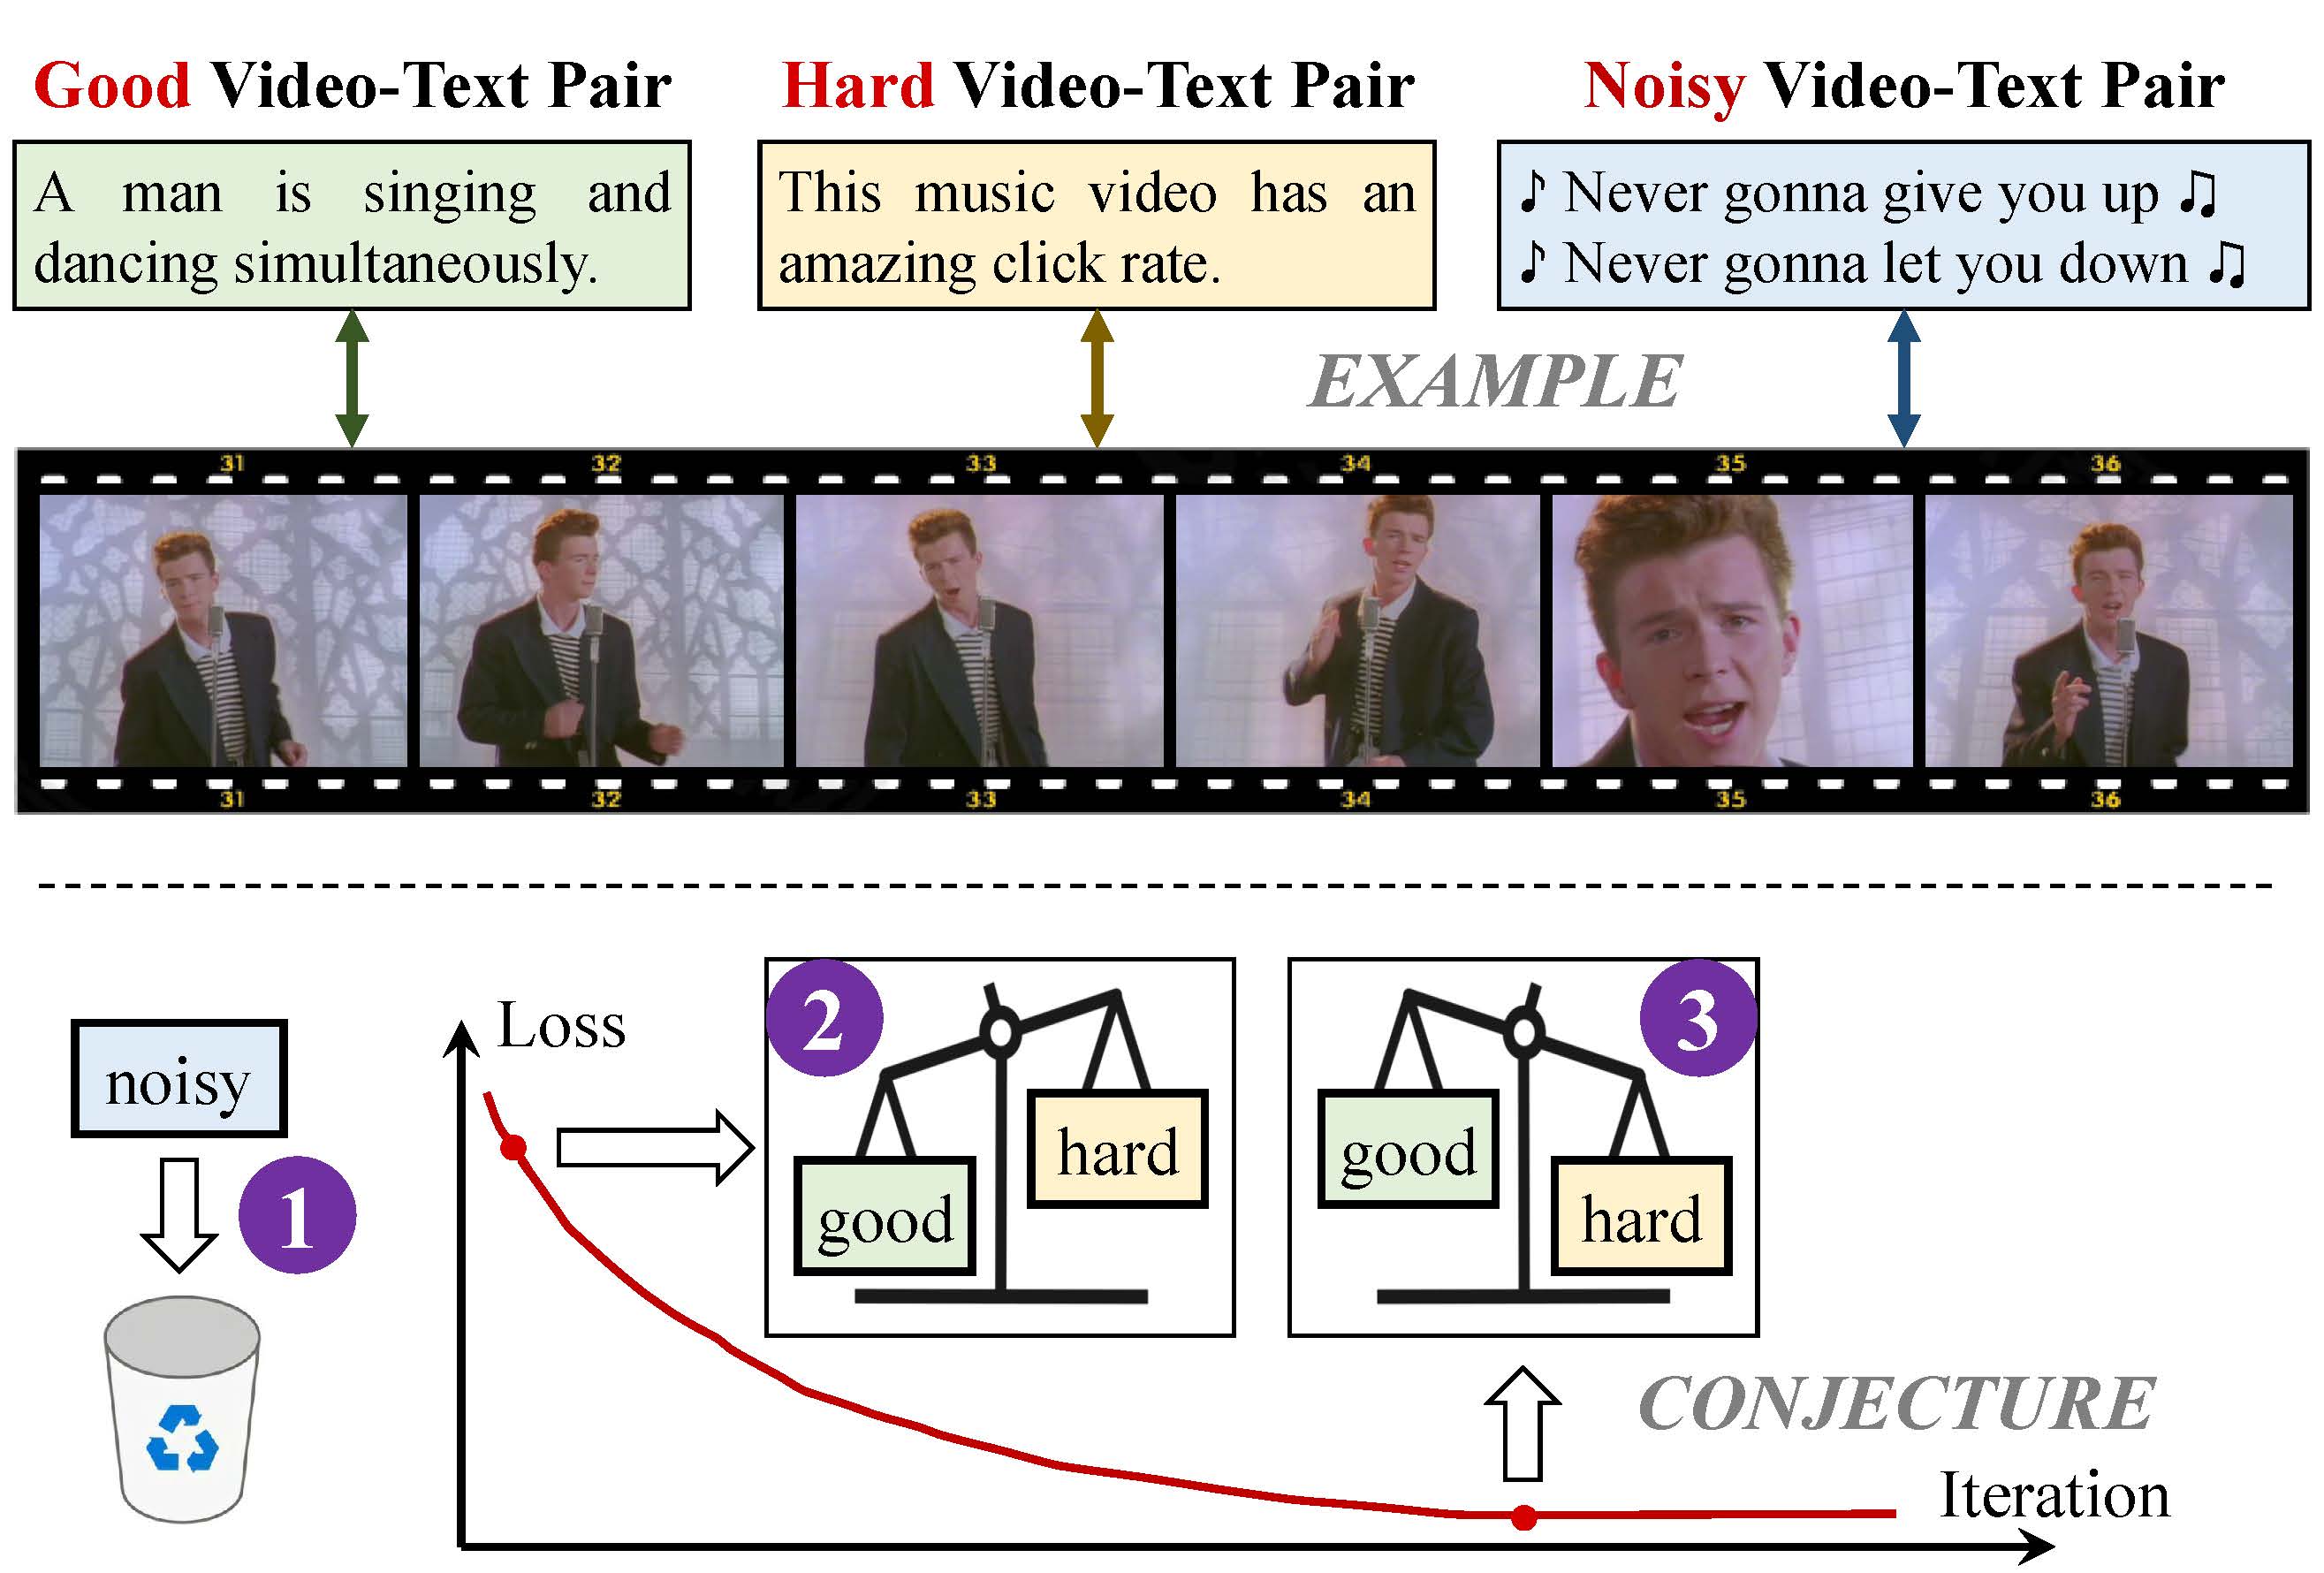 Good Video-Text Pair
Hard Video-Text Pair
Noisy Video-Text Pair
A man is singing and
dancing simultaneously.
This music video has an
amazing click rate.
♪ Never gonna give you up ♫
♪ Never gonna let you down ♫
EXAMPLE
31 32 33 34 35 36
31 32 33 34 35 36
noisy
1
Loss
2
good
hard
3
good
hard
CONJECTURE
Iteration